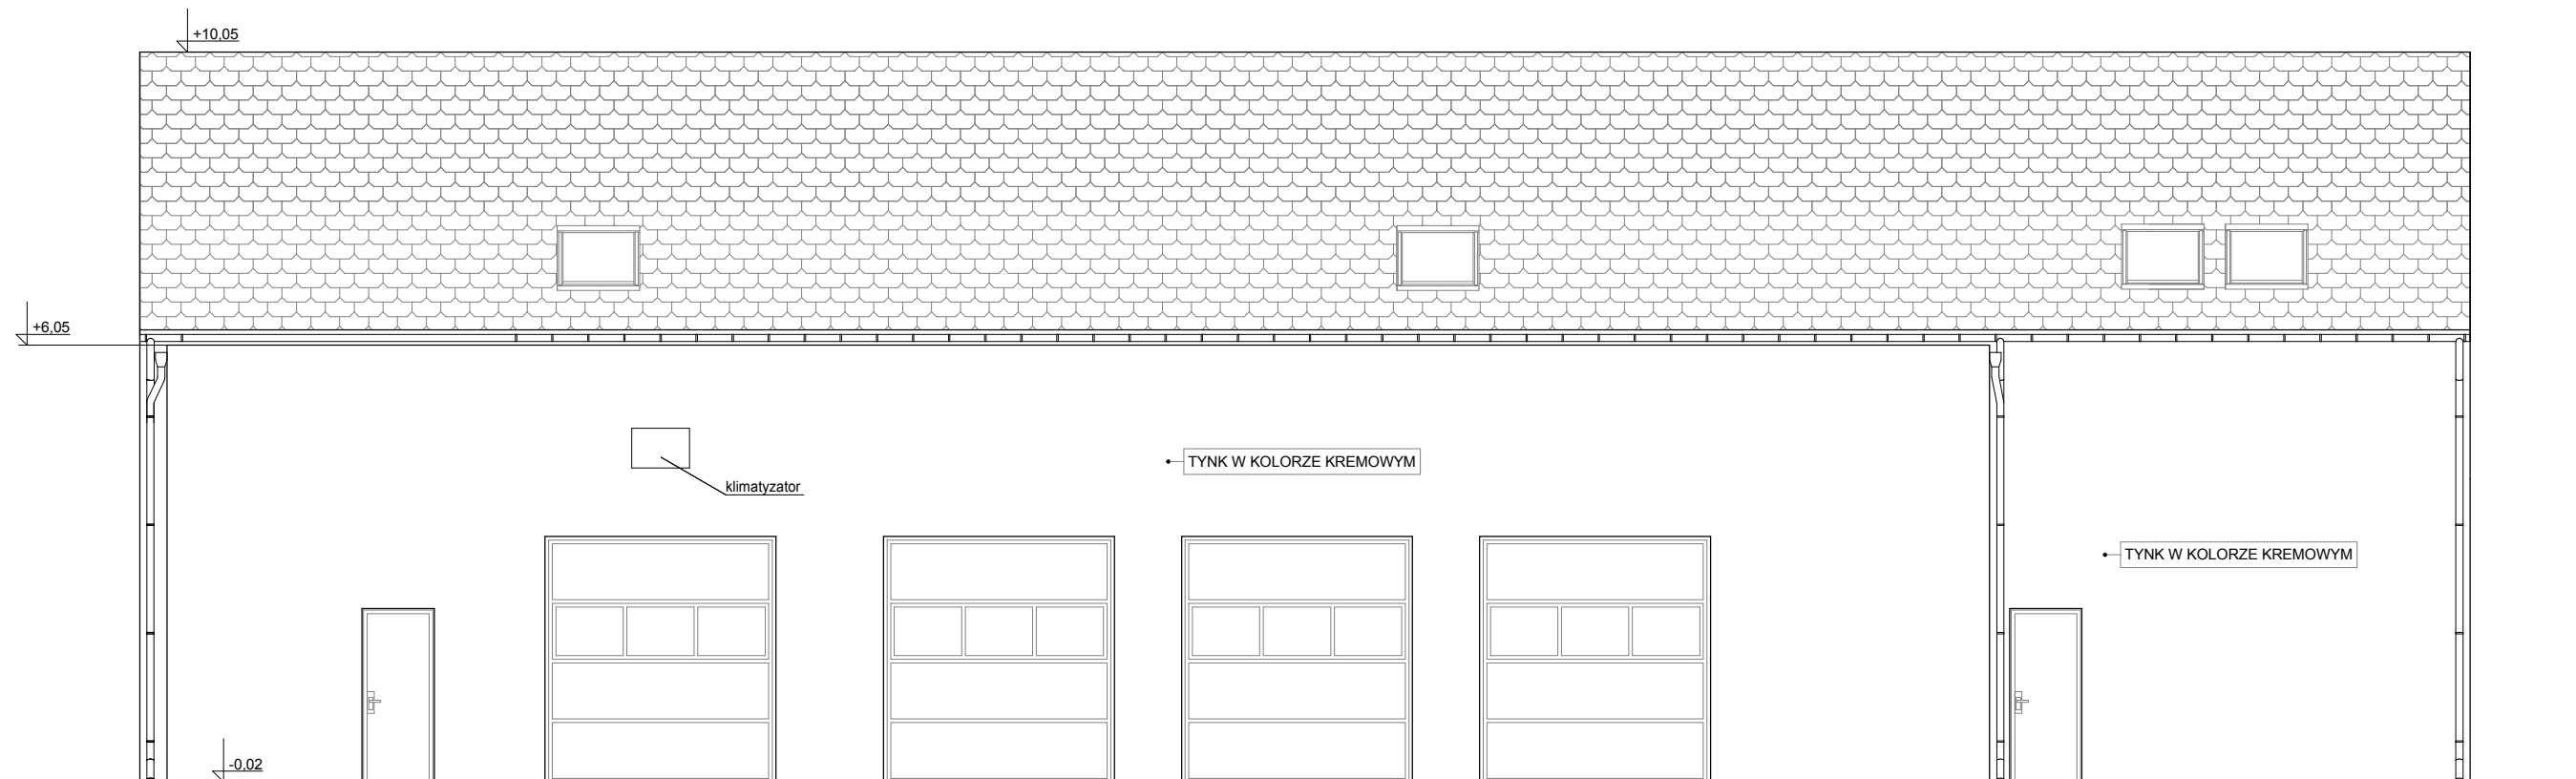 +10,05
+6,05
TYNK W KOLORZE KREMOWYM
klimatyzator
TYNK W KOLORZE KREMOWYM
-0,02